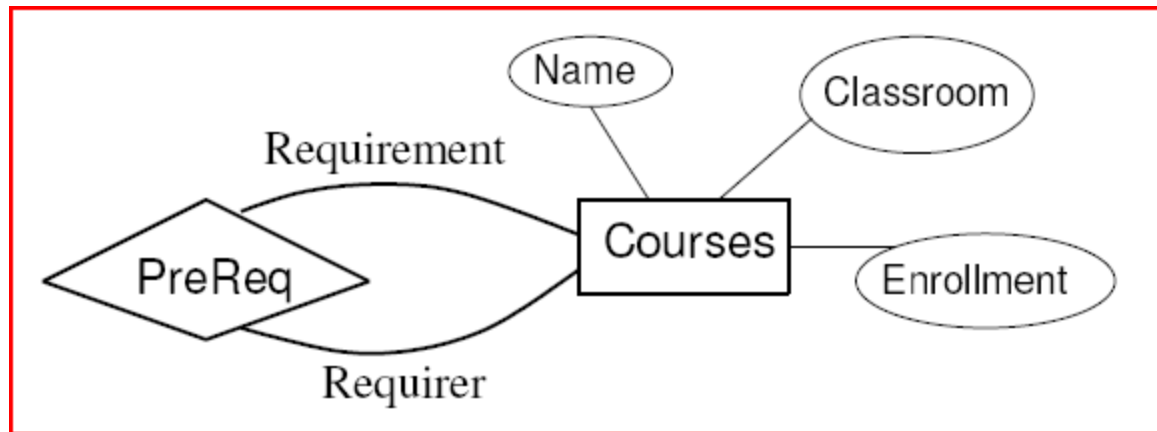 Name
Classroom
Requirement
Courses
PreReq
Enrollment
Requirer